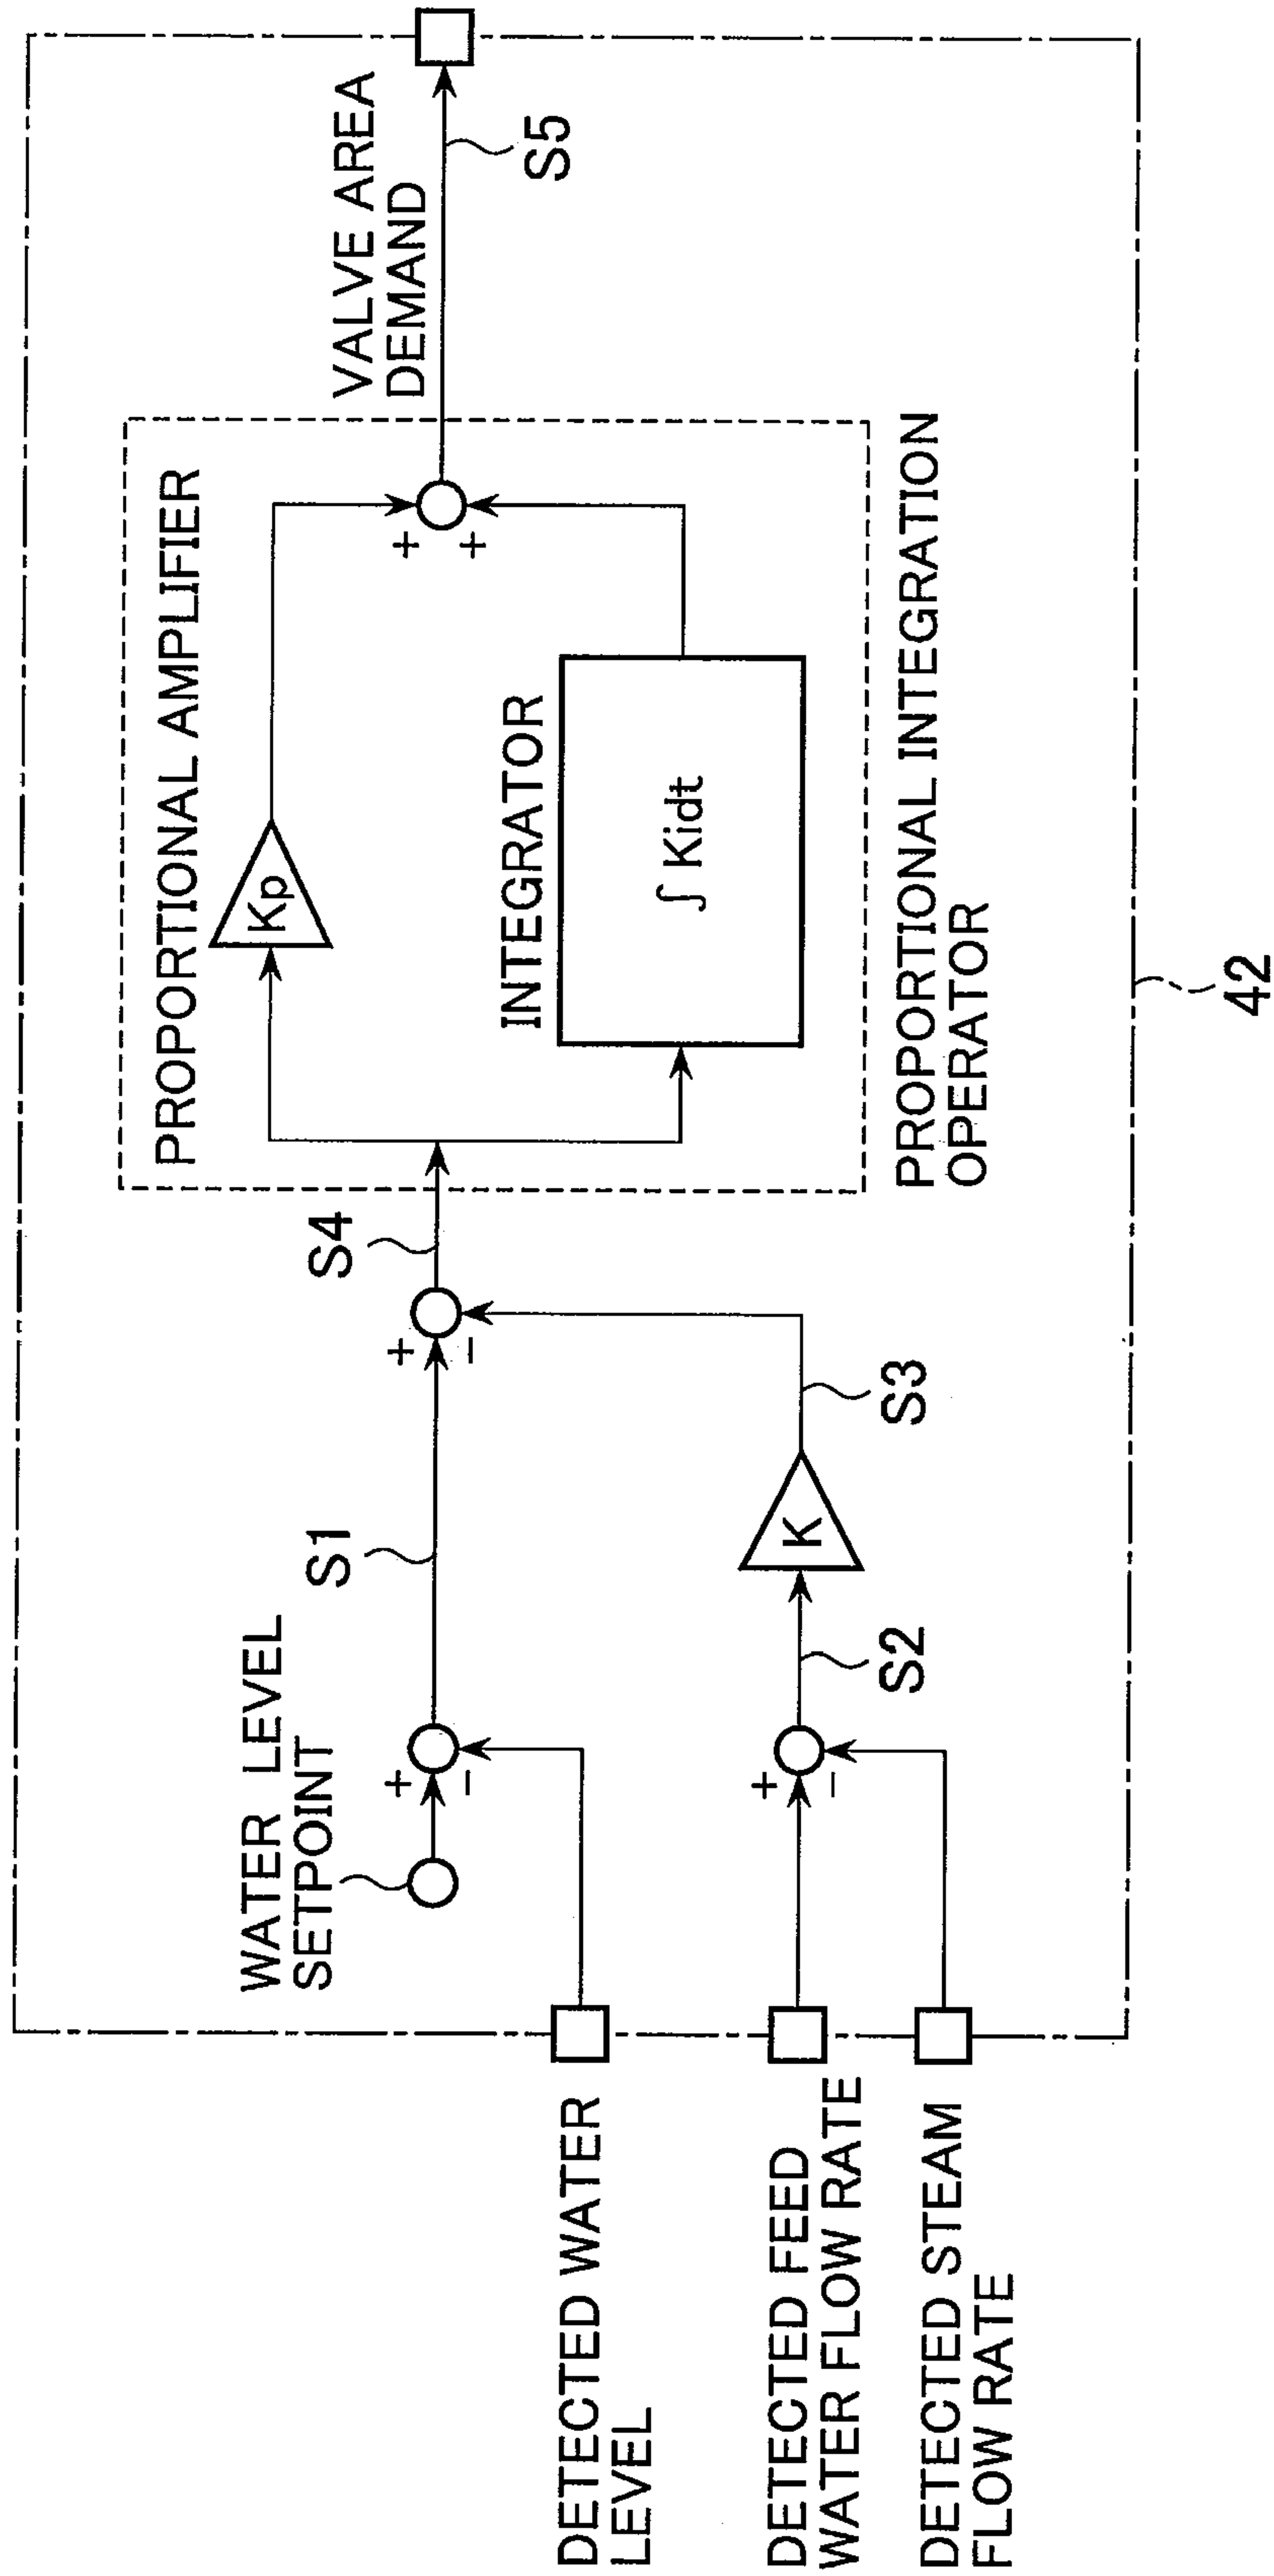 WATER LEVEL
SETPOINT
+
−
S1
S4
+
−
PROPORTIONAL AMPLIFIER
Kp
INTEGRATOR
∫ Kidt
+
+
PROPORTIONAL INTEGRATION
OPERATOR
VALVE AREA
DEMAND
S5
DETECTED WATER
LEVEL
DETECTED FEED
WATER FLOW RATE
+
−
S2
K
S3
DETECTED STEAM
FLOW RATE
42